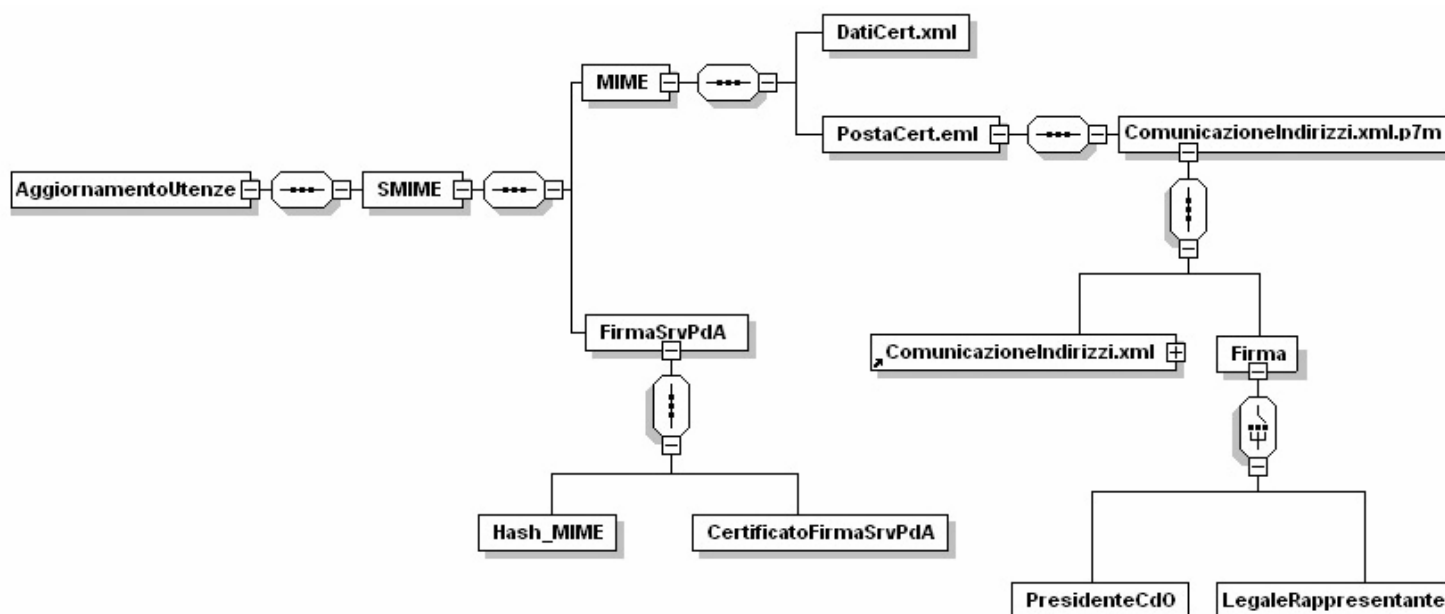 DatiCert.xml
MIME
PostaCert.eml
ComunicazioneIndirizzi.xml.p7m
AggiornamentoUtenze
SMIME
FirmaSrvPdA
ComunicazioneIndirizzi.xml
Firma
Hash_MIME
CertificatoFirmaSrvPdA
PresidenteCdO
LegaleRappresentante